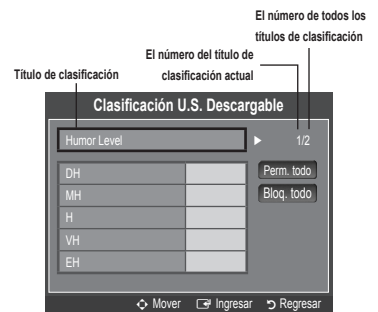 El número de todos los
títulos de clasificación
El número del título de
clasificación actual
Título de clasificación
Clasificación U.S. Descargable
Humor Level ► 1/2
DH
Perm. todo
MH
Bloq. todo
H
VH
EH
Mover Ingresar Regresar